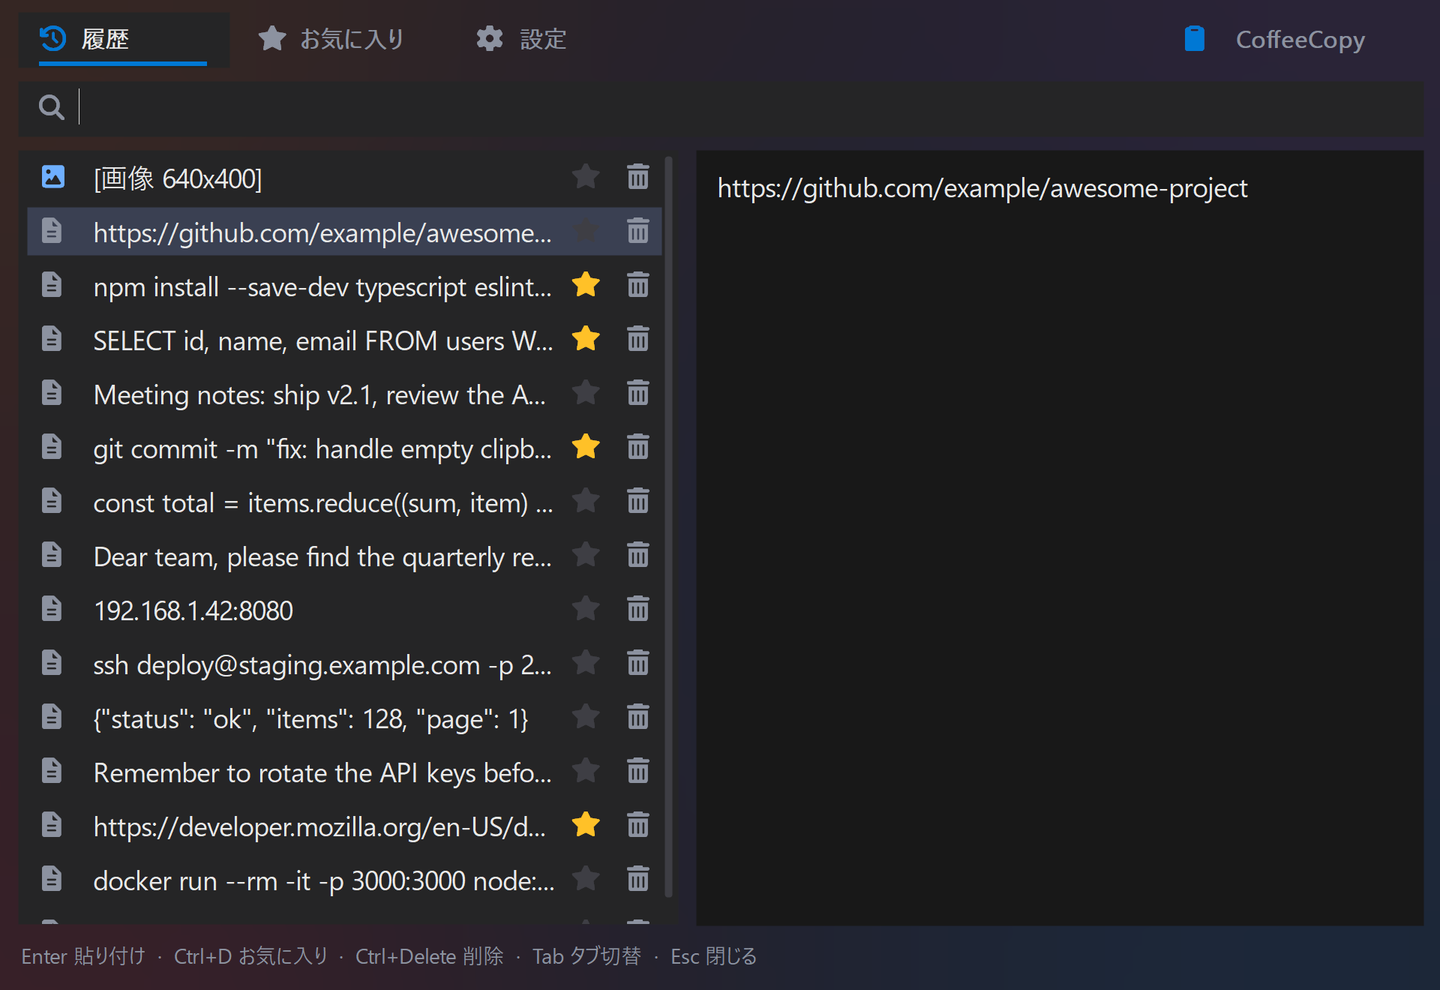 履歴
お気に入り
設定
CoffeeCopy
[画像 640x400]
https://github.com/example/awesome...
npm install --save-dev typescript eslint...
SELECT id, name, email FROM users W...
Meeting notes: ship v2.1, review the A...
git commit -m "fix: handle empty clipb...
const total = items.reduce((sum, item) ...
Dear team, please find the quarterly re...
192.168.1.42:8080
ssh deploy@staging.example.com -p 2...
{"status": "ok", "items": 128, "page": 1}
Remember to rotate the API keys befo...
https://developer.mozilla.org/en-US/d...
docker run --rm -it -p 3000:3000 node:...
https://github.com/example/awesome-project
Enter 貼り付け · Ctrl+D お気に入り · Ctrl+Delete 削除 · Tab タブ切替 · Esc 閉じる